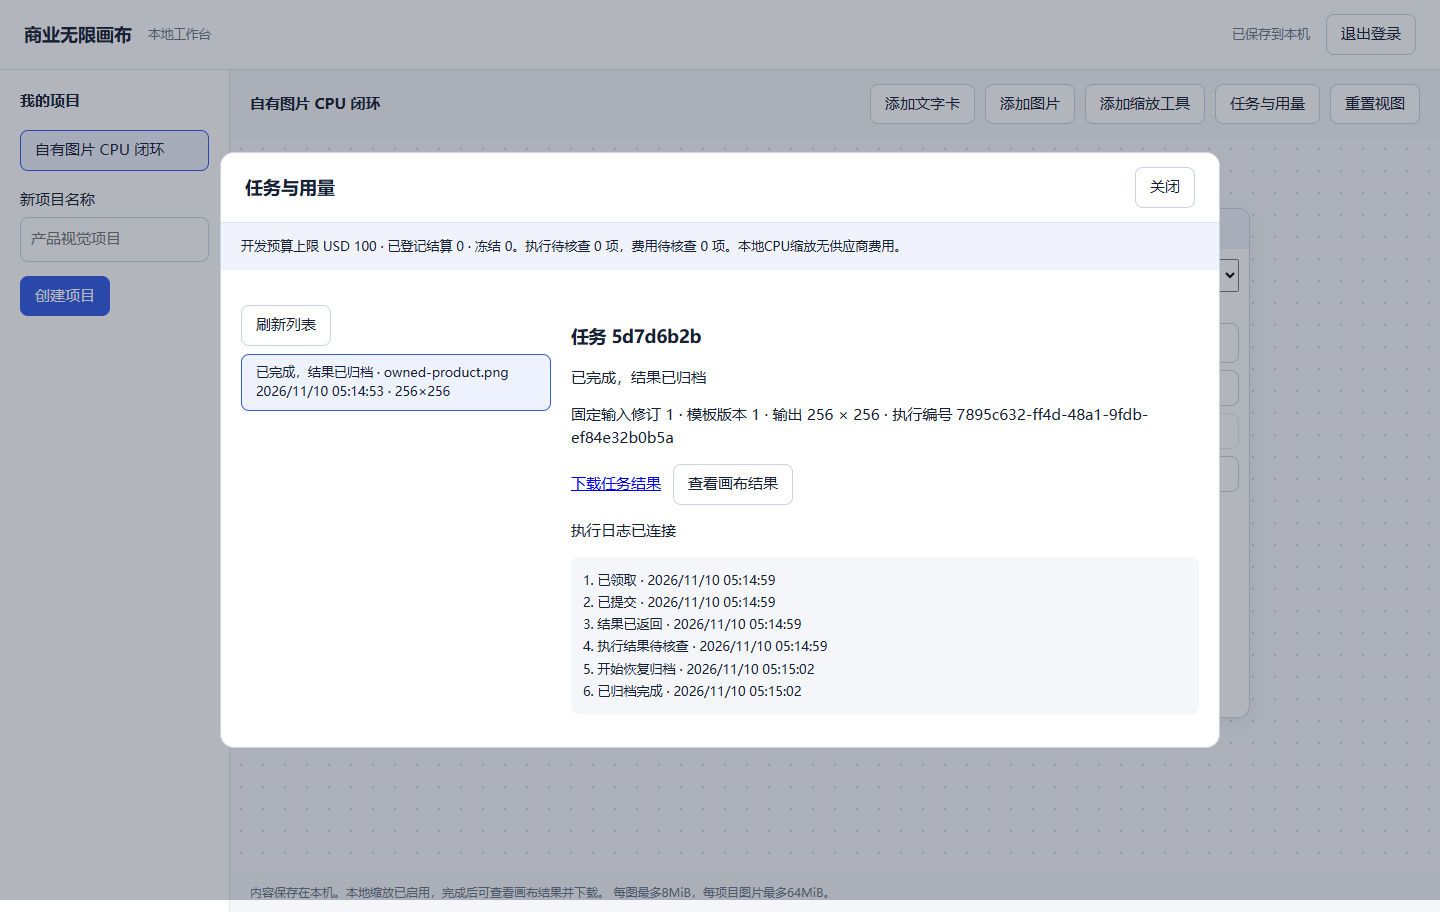 商业无限画布 本地工作台 已保存到本机 退出登录
我的项目
自有图片 CPU 闭环
新项目名称
产品视觉项目
创建项目
自有图片 CPU 闭环 添加文字卡 添加图片 添加缩放工具 任务与用量 重置视图
任务与用量 关闭
开发预算上限 USD 100 · 已登记结算 0 · 冻结 0。执行待核查 0 项，费用待核查 0 项。本地CPU缩放无供应商费用。
刷新列表
已完成，结果已归档 · owned-product.png
2026/11/10 05:14:53 · 256×256
任务 5d7d6b2b
已完成，结果已归档
固定输入修订 1 · 模板版本 1 · 输出 256 × 256 · 执行编号 7895c632-ff4d-48a1-9fdb-
ef84e32b0b5a
下载任务结果 查看画布结果
执行日志已连接
1. 已领取 · 2026/11/10 05:14:59
2. 已提交 · 2026/11/10 05:14:59
3. 结果已返回 · 2026/11/10 05:14:59
4. 执行结果待核查 · 2026/11/10 05:14:59
5. 开始恢复归档 · 2026/11/10 05:15:02
6. 已归档完成 · 2026/11/10 05:15:02
内容保存在本机。本地缩放已启用，完成后可查看画布结果并下载。 每图最多8MiB，每项目图片最多64MiB。